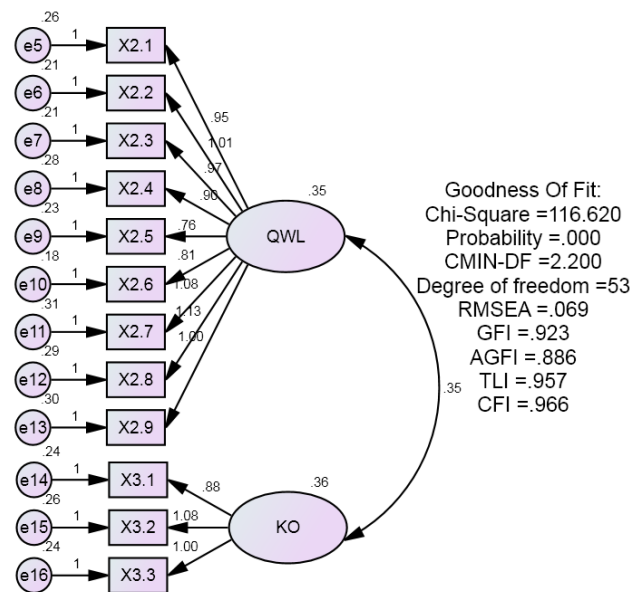 .26
e5 1 X2.1
.21
e6 1 X2.2
.21
e7 1 X2.3
.28
e8 1 X2.4
.23
e9 1 X2.5
.18
e10 1 X2.6
.31
e11 1 X2.7
.29
e12 1 X2.8
.30
e13 1 X2.9
.24
e14 1 X3.1
.26
e15 1 X3.2
.24
e16 1 X3.3
.95
1.01
.97
.90
.76
.81
1.08
1.13
1.00
.35
QWL
.88
1.08
1.00
.36
KO
.35
Goodness Of Fit:
Chi-Square =116.620
Probability =.000
CMIN-DF =2.200
Degree of freedom =53
RMSEA =.069
GFI =.923
AGFI =.886
TLI =.957
CFI =.966